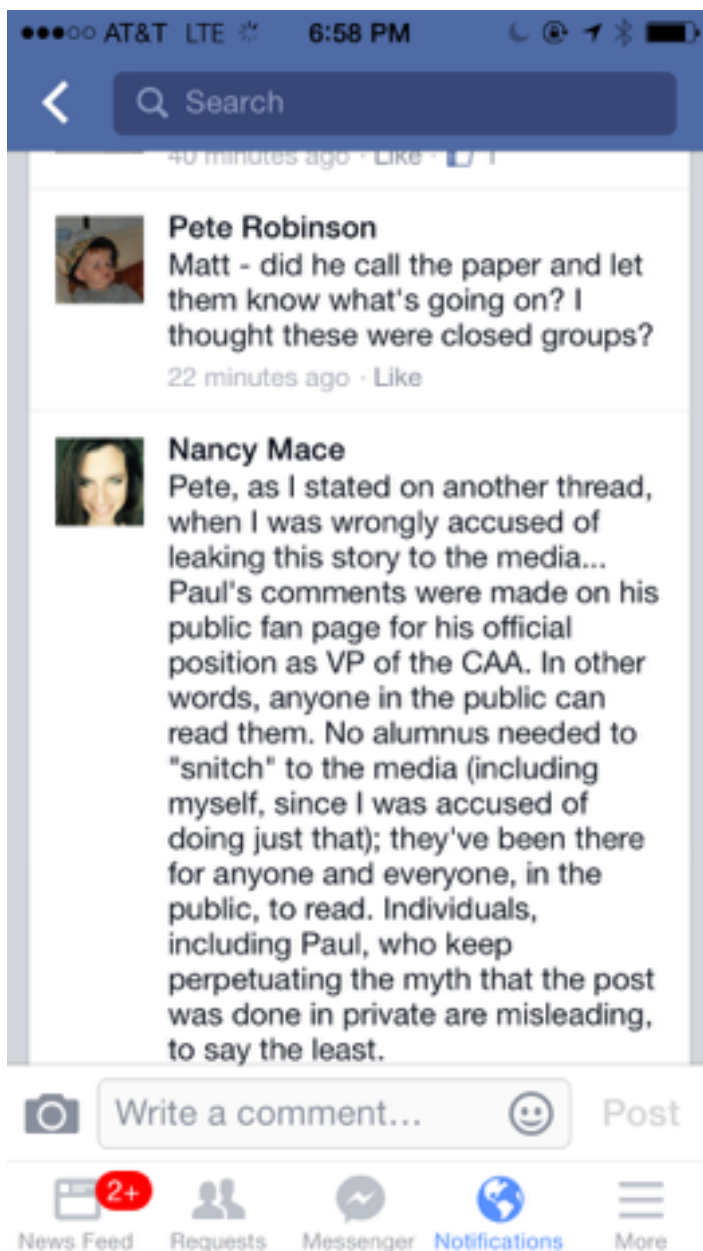 AT&T LTE 6:58 PM
Search
40 minutes ago · Like · 1
Pete Robinson
Matt - did he call the paper and let
them know what's going on? I
thought these were closed groups?
22 minutes ago · Like
Nancy Mace
Pete, as I stated on another thread,
when I was wrongly accused of
leaking this story to the media...
Paul's comments were made on his
public fan page for his official
position as VP of the CAA. In other
words, anyone in the public can
read them. No alumnus needed to
"snitch" to the media (including
myself, since I was accused of
doing just that); they've been there
for anyone and everyone, in the
public, to read. Individuals,
including Paul, who keep
perpetuating the myth that the post
was done in private are misleading,
to say the least.
Write a comment... Post
2+
News Feed Requests Messenger Notifications More